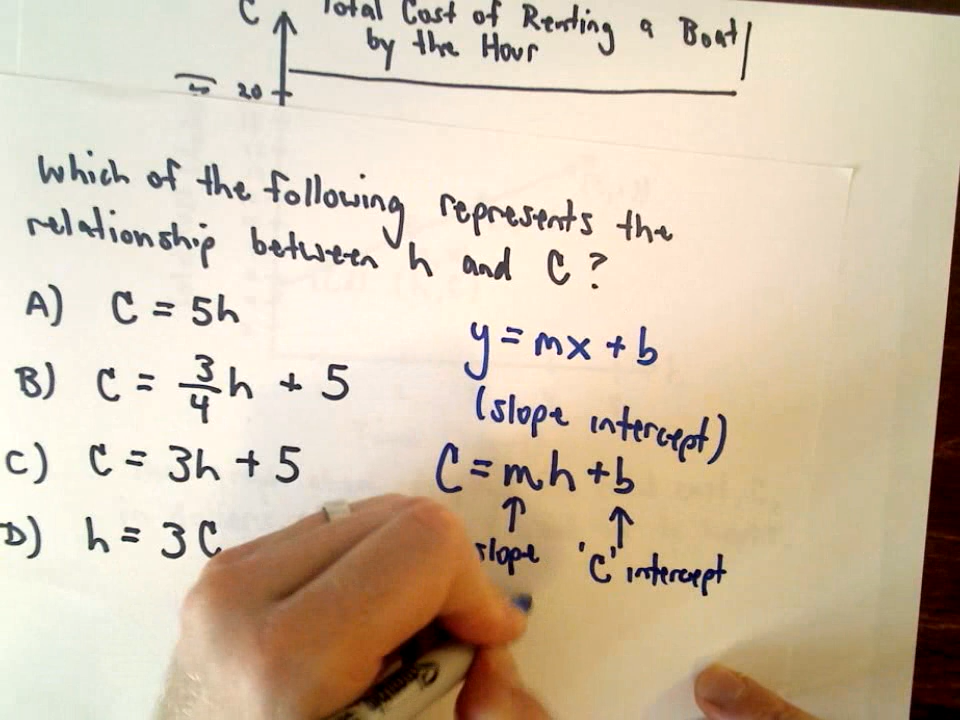 C
Total Cost of Renting a Boat
by the Hour
20
Which of the following represents the
relationship between h and C?
A) C = 5h
y = mx + b
B) C = 3/4 h + 5
(slope intercept)
C) C = 3h + 5
C = mh + b
D) h = 3C
slope 'C' intercept